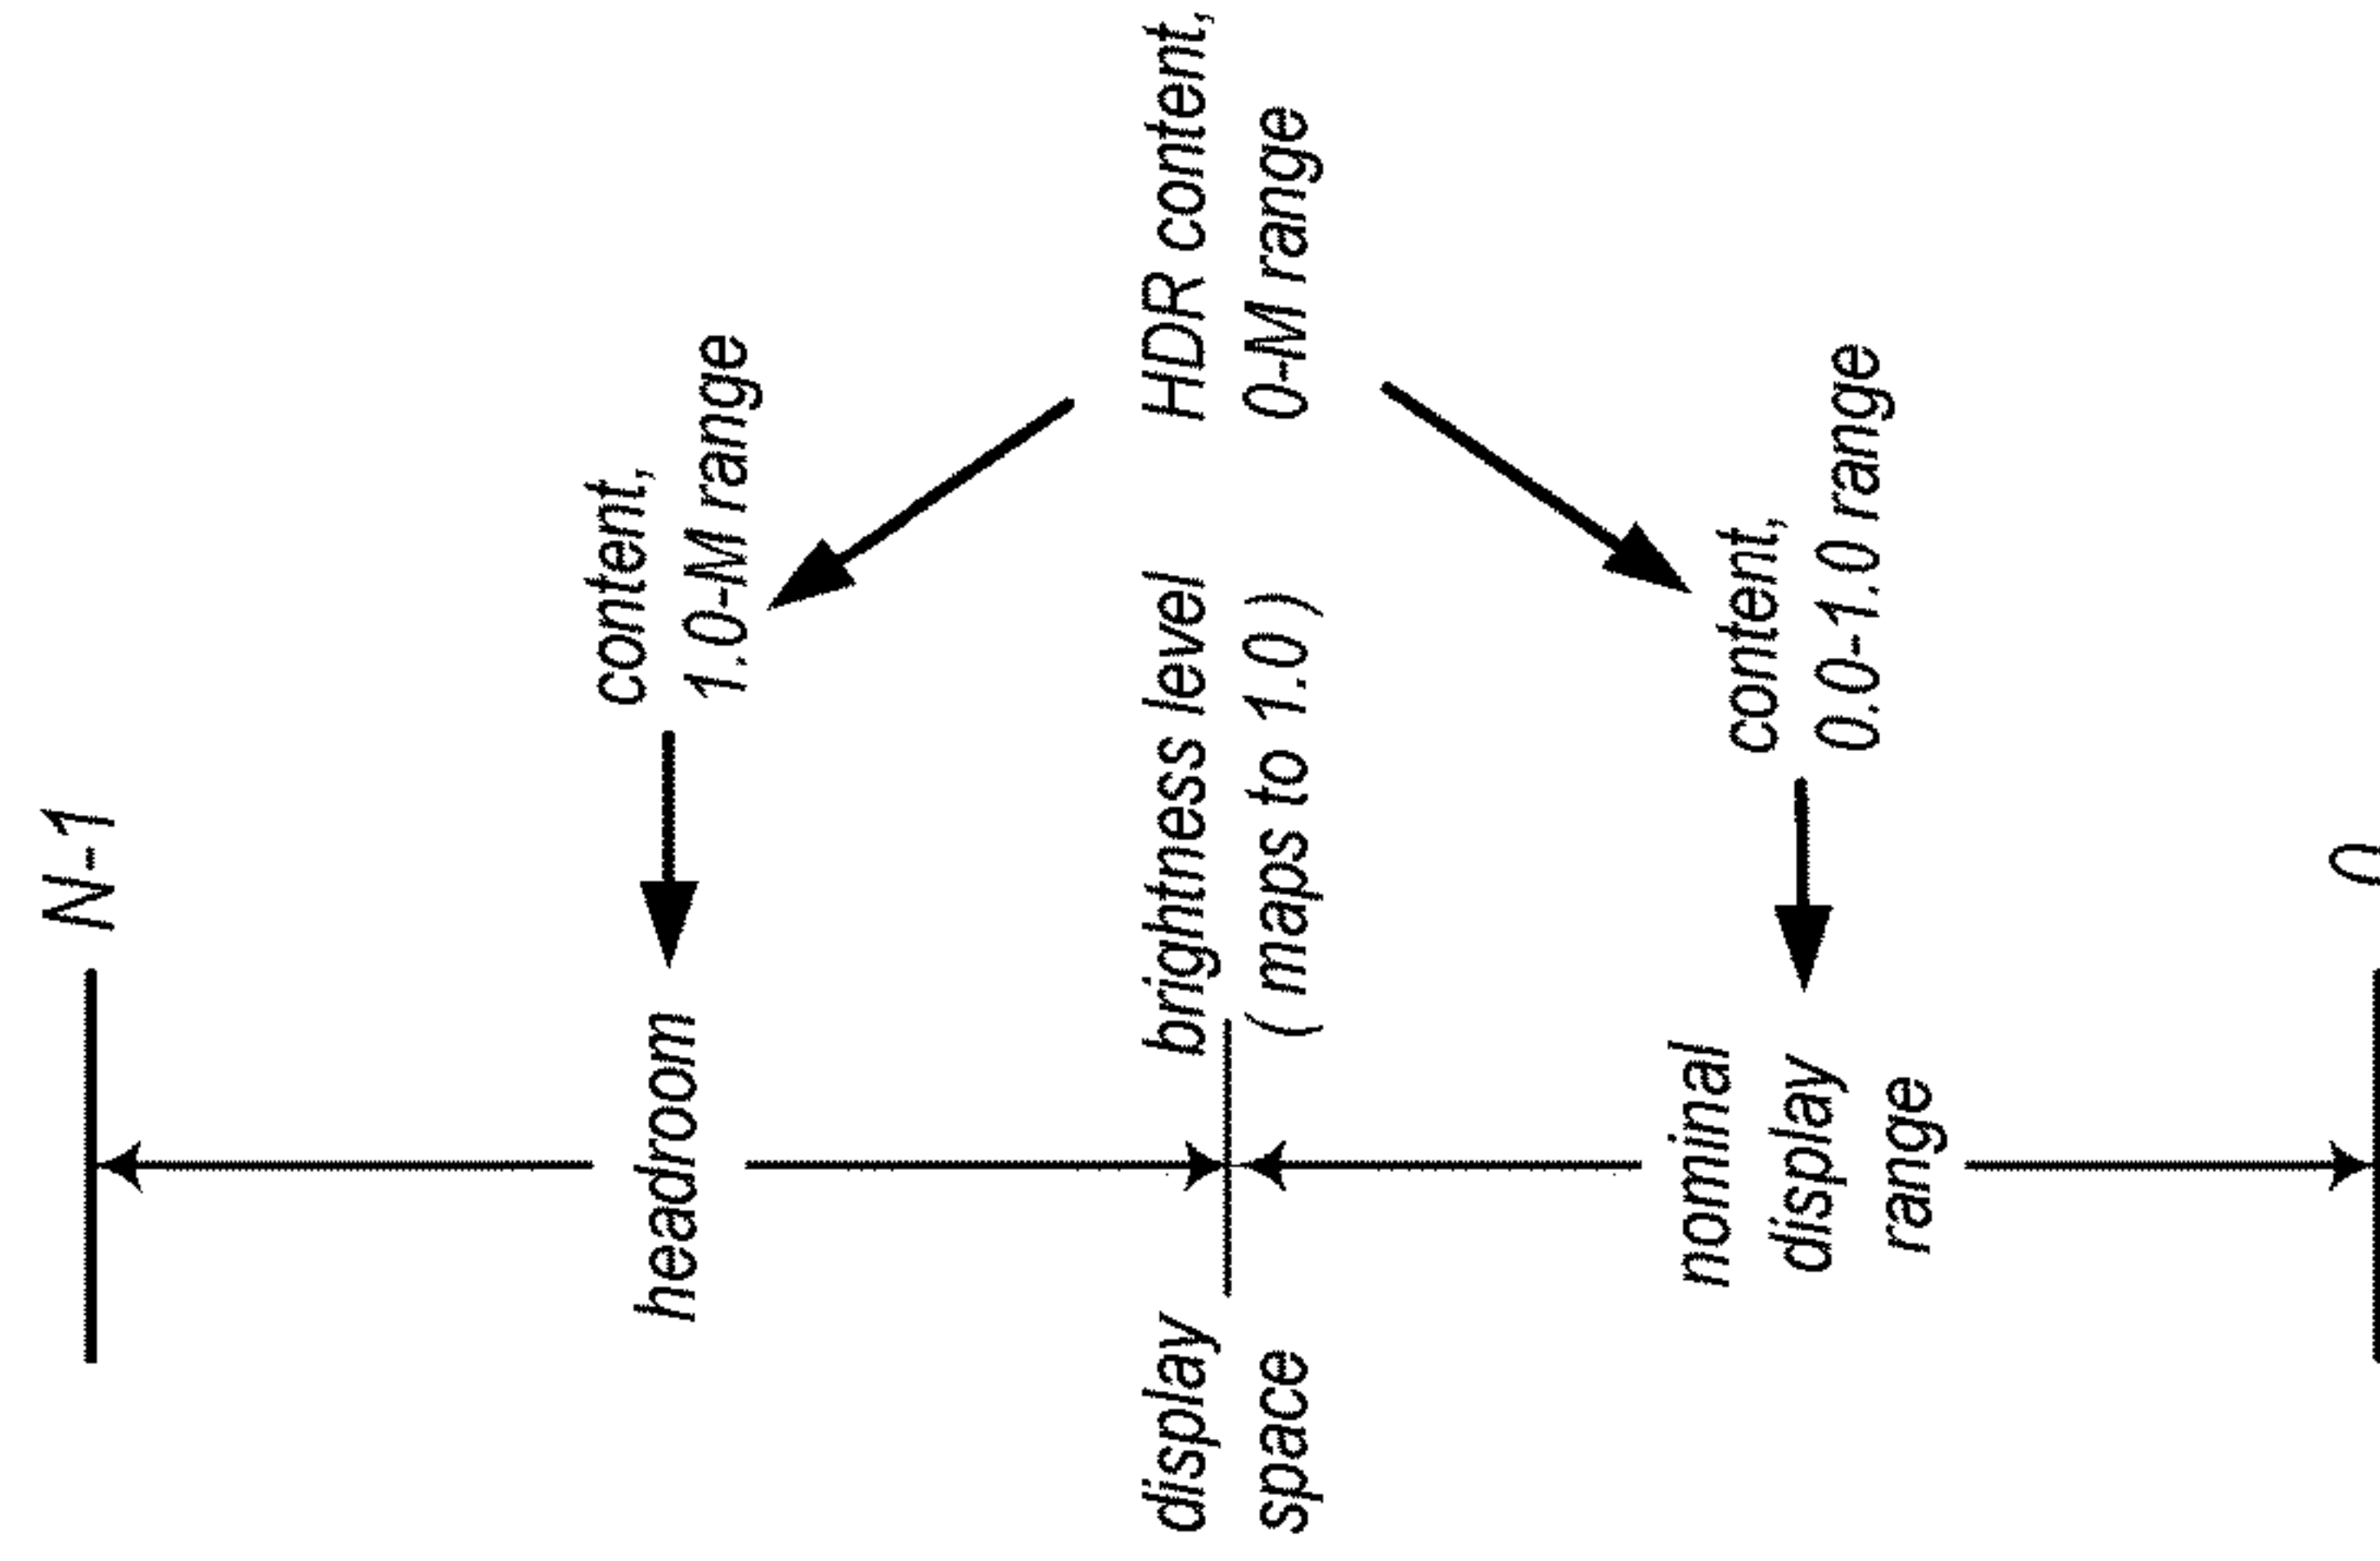 N-1
headroom
content,
1.0-M range
display
space
brightness level
( maps to 1.0 )
HDR content,
0-M range
nominal
display
range
content,
0.0-1.0 range
0